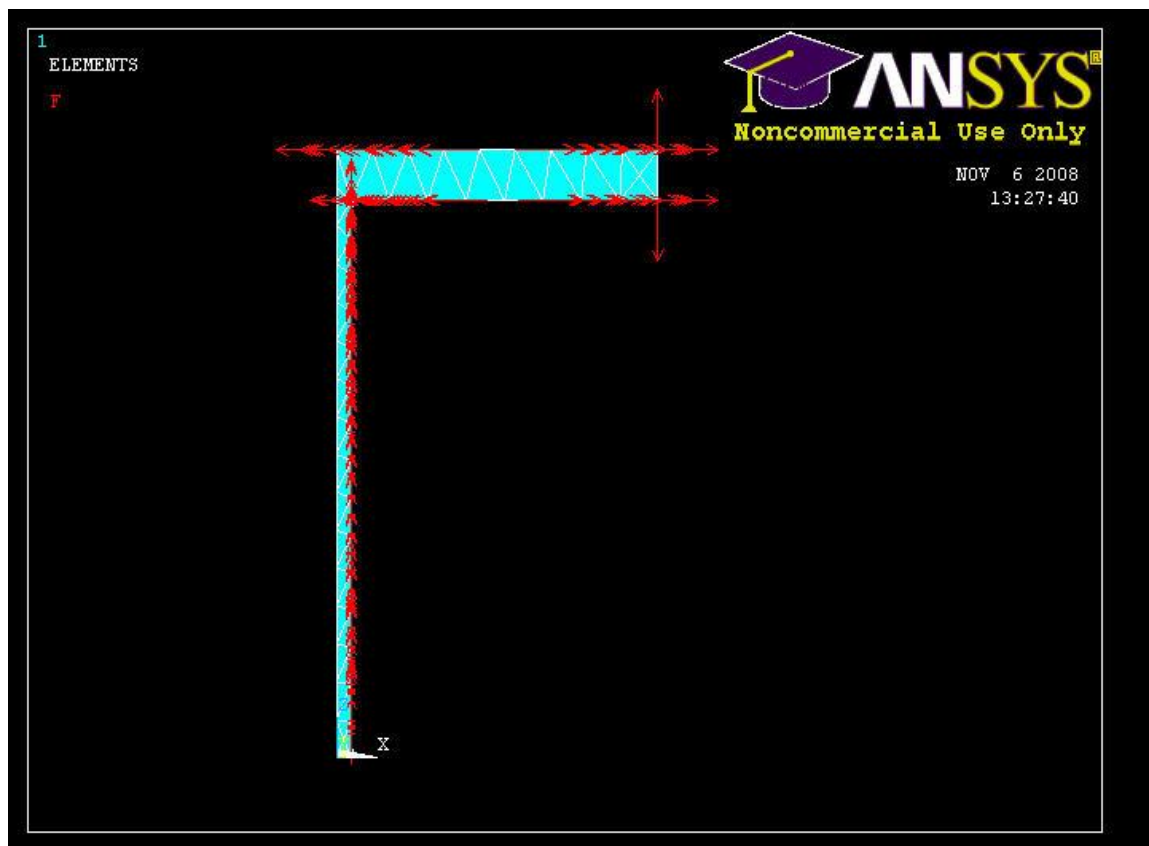 1
ELEMENTS
F
ANSYS®
Noncommercial Use Only
NOV 6 2008
13:27:40
X